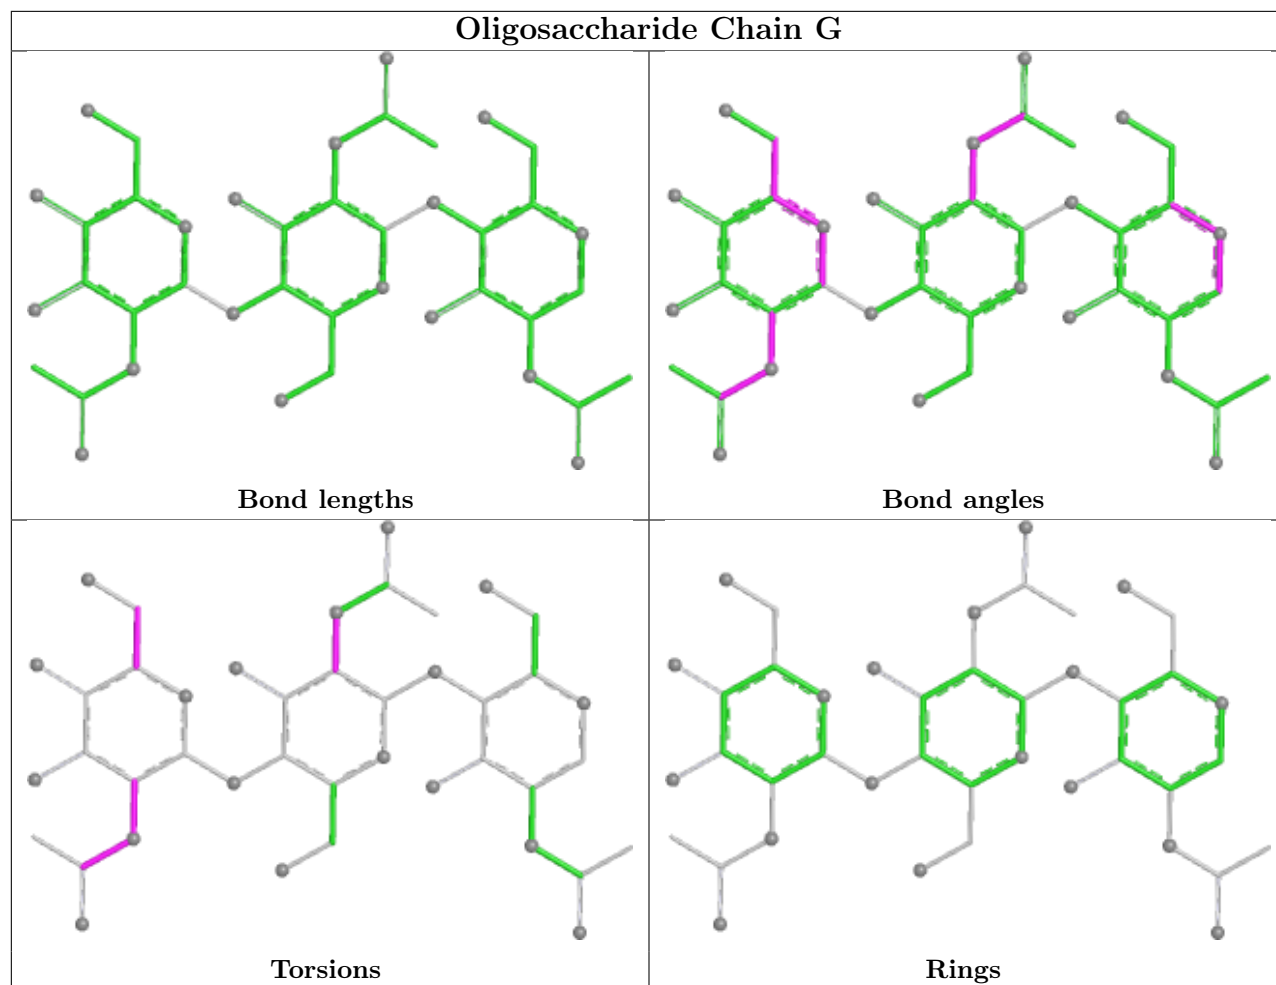 Oligosaccharide Chain G
Bond lengths
Bond angles
Torsions
Rings